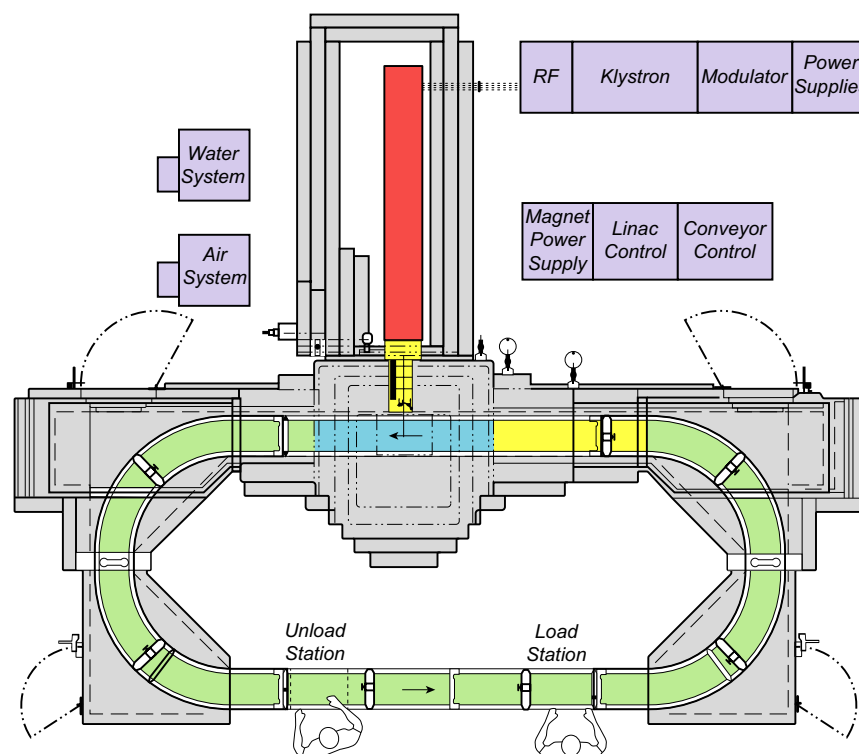 RF
Klystron
Modulator
Power
Supplies
Water
System
Magnet
Power
Supply
Linac
Control
Conveyor
Control
Air
System
Unload
Station
Load
Station